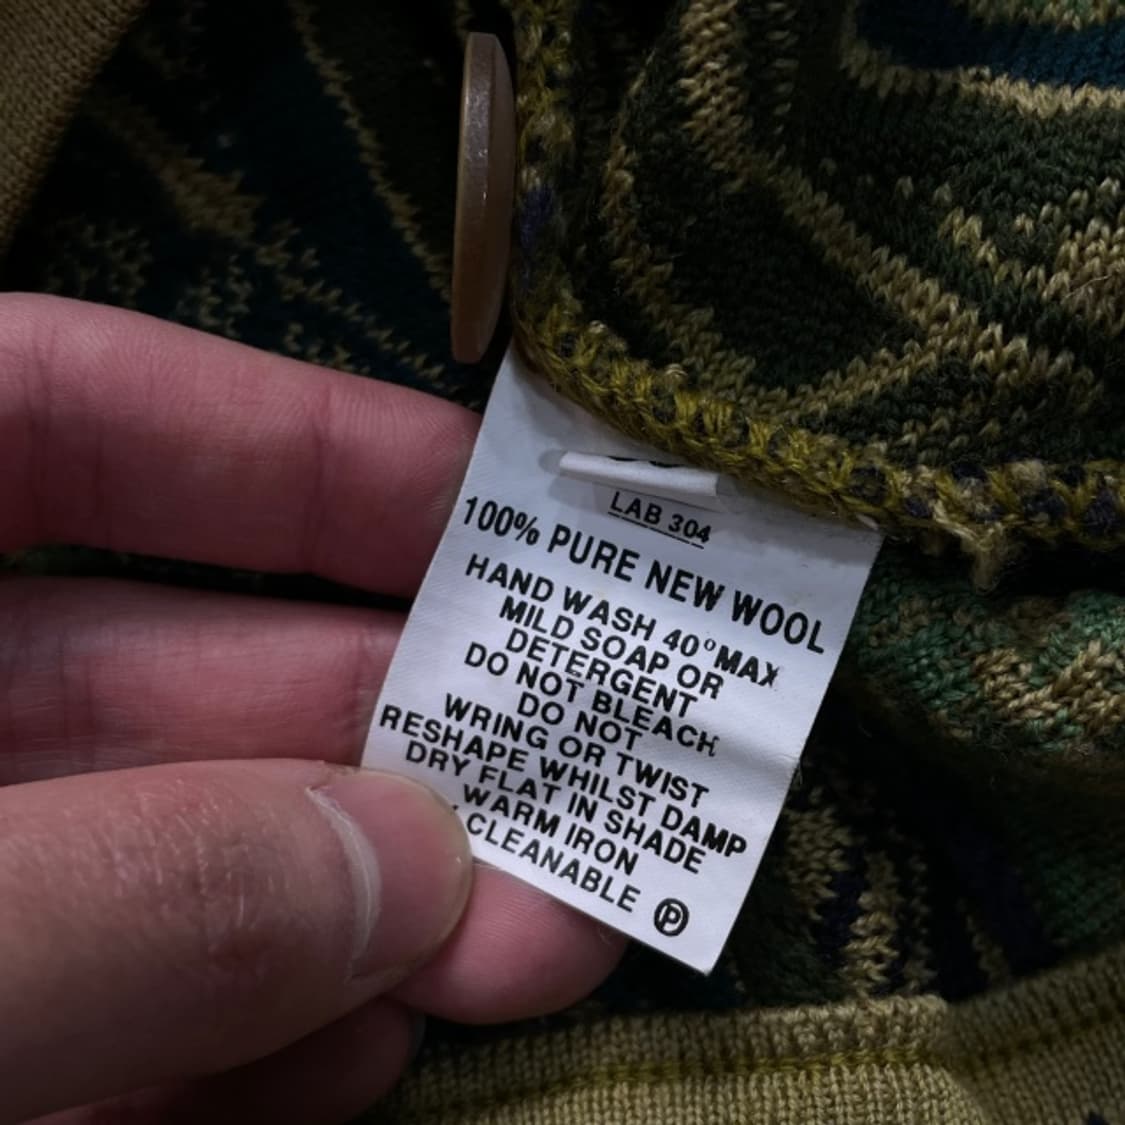 LAB 304
100% PURE NEW WOOL
HAND WASH 40°MAX
MILD SOAP OR
DETERGENT
DO NOT BLEACH
DO NOT
WRING OR TWIST
RESHAPE WHILST DAMP
DRY FLAT IN SHADE
WARM IRON
CLEANABLE Ⓟ